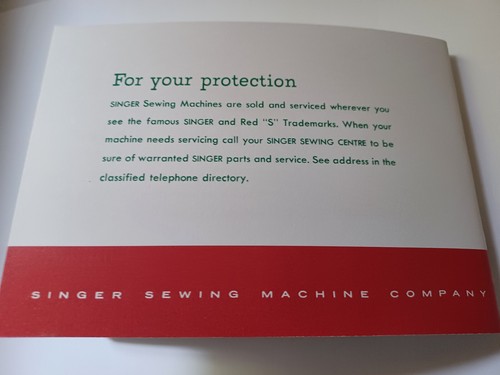 For your protection
SINGER Sewing Machines are sold and serviced wherever you
see the famous SINGER and Red "S" Trademarks. When your
machine needs servicing call your SINGER SEWING CENTRE to be
sure of warranted SINGER parts and service. See address in the
classified telephone directory.
SINGER SEWING MACHINE COMPANY